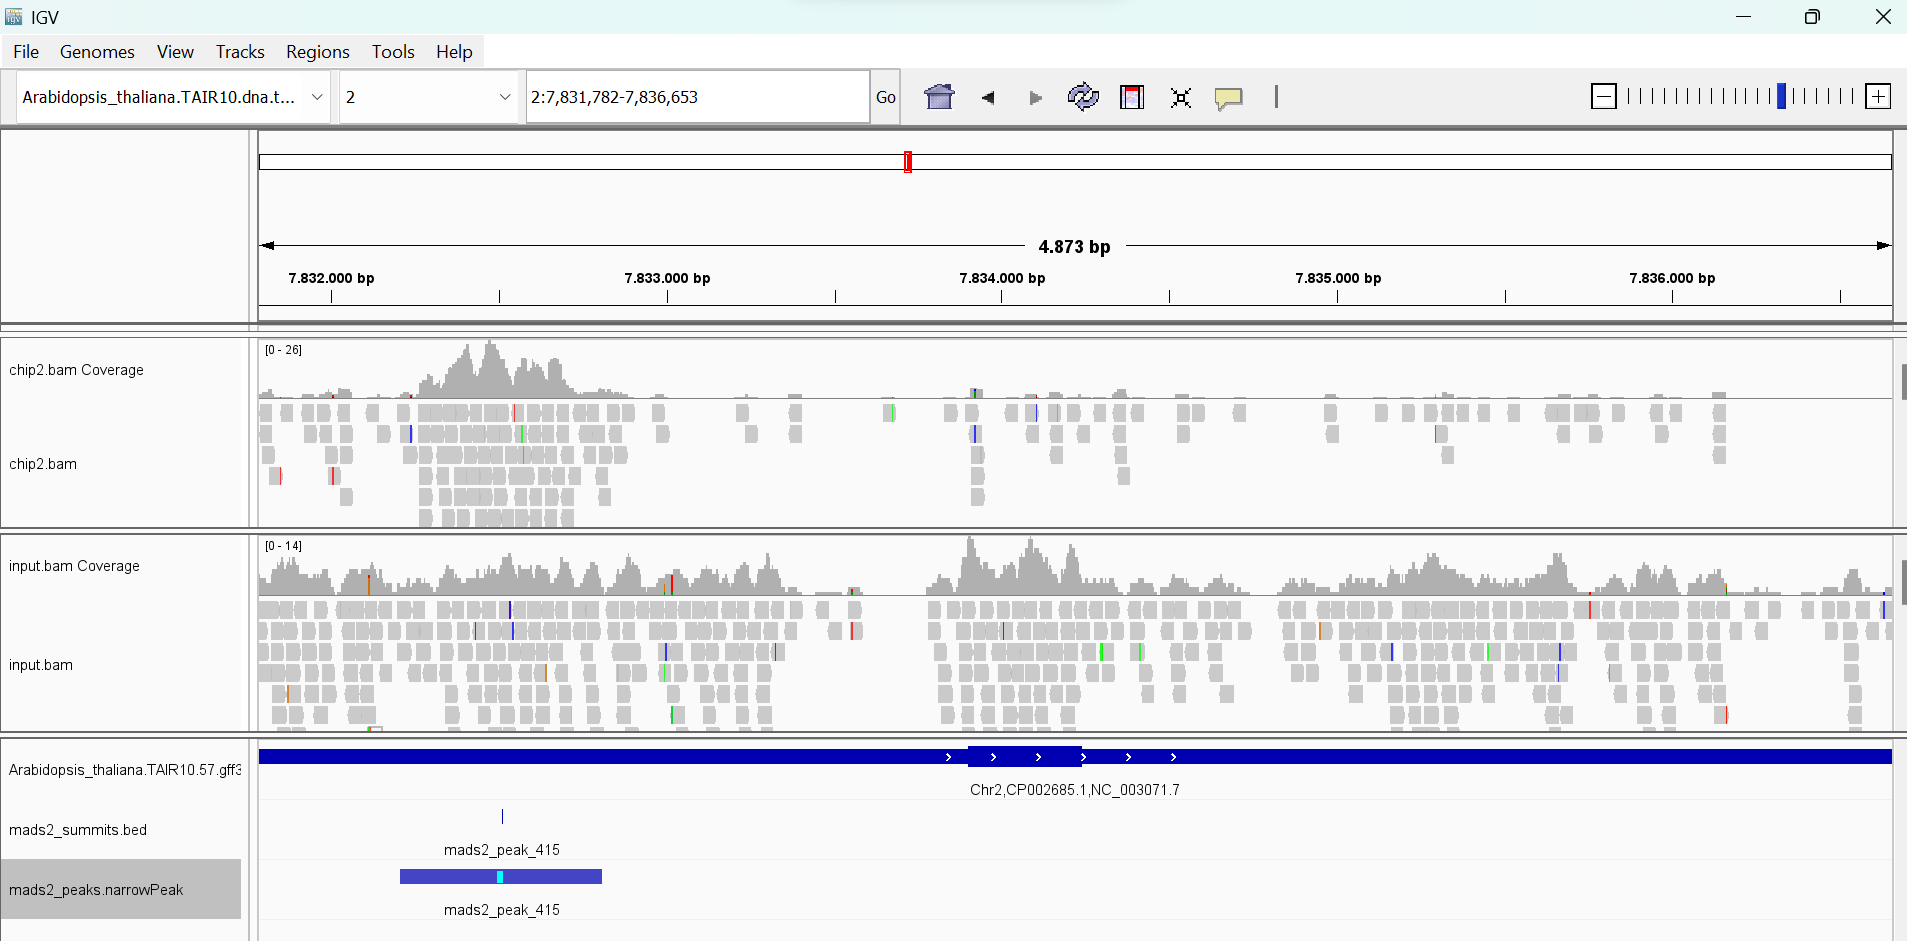 IGV
File Genomes View Tracks Regions Tools Help
Arabidopsis_thaliana.TAIR10.dna.t... 2 2:7,831,782-7,836,653 Go
4.873 bp
7.832.000 bp 7.833.000 bp 7.834.000 bp 7.835.000 bp 7.836.000 bp
[0 - 26]
chip2.bam Coverage
chip2.bam
[0 - 14]
input.bam Coverage
input.bam
Arabidopsis_thaliana.TAIR10.57.gff3
Chr2,CP002685.1,NC_003071.7
mads2_summits.bed
mads2_peak_415
mads2_peaks.narrowPeak
mads2_peak_415